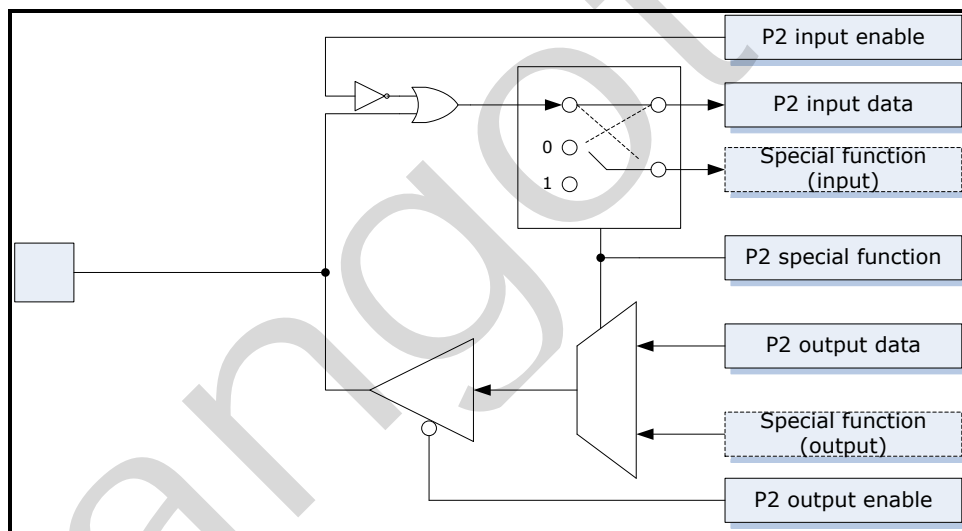 P2 input enable
P2 input data
0
Special function
(input)
1
P2 special function
P2 output data
Special function
(output)
P2 output enable